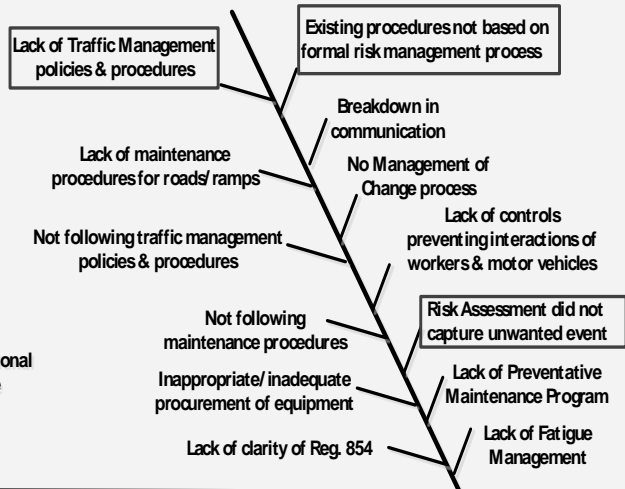 Lack of Traffic Management
policies & procedures
Existing procedures not based on
formal risk management process
Breakdown in
communication
Lack of maintenance
procedures for roads/ramps
No Management of
Change process
Not following traffic management
policies & procedures
Lack of controls
preventing interactions of
workers & motor vehicles
Not following
maintenance procedures
Risk Assessment did not
capture unwanted event
Inappropriate/inadequate
procurement of equipment
Lack of Preventative
Maintenance Program
Lack of clarity of Reg. 854
Lack of Fatigue
Management
onal